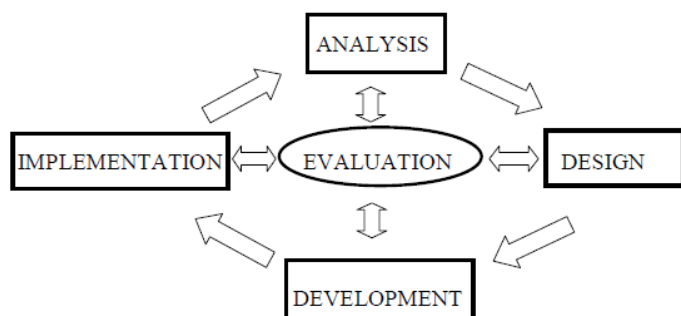 ANALYSIS
IMPLEMENTATION
EVALUATION
DESIGN
DEVELOPMENT